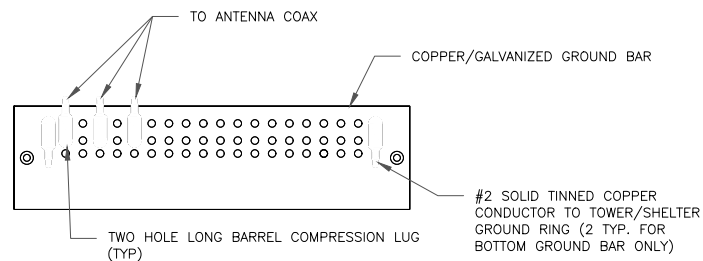 TO ANTENNA COAX
COPPER/GALVANIZED GROUND BAR
#2 SOLID TINNED COPPER
CONDUCTOR TO TOWER/SHELTER
GROUND RING (2 TYP. FOR
BOTTOM GROUND BAR ONLY)
TWO HOLE LONG BARREL COMPRESSION LUG
(TYP)